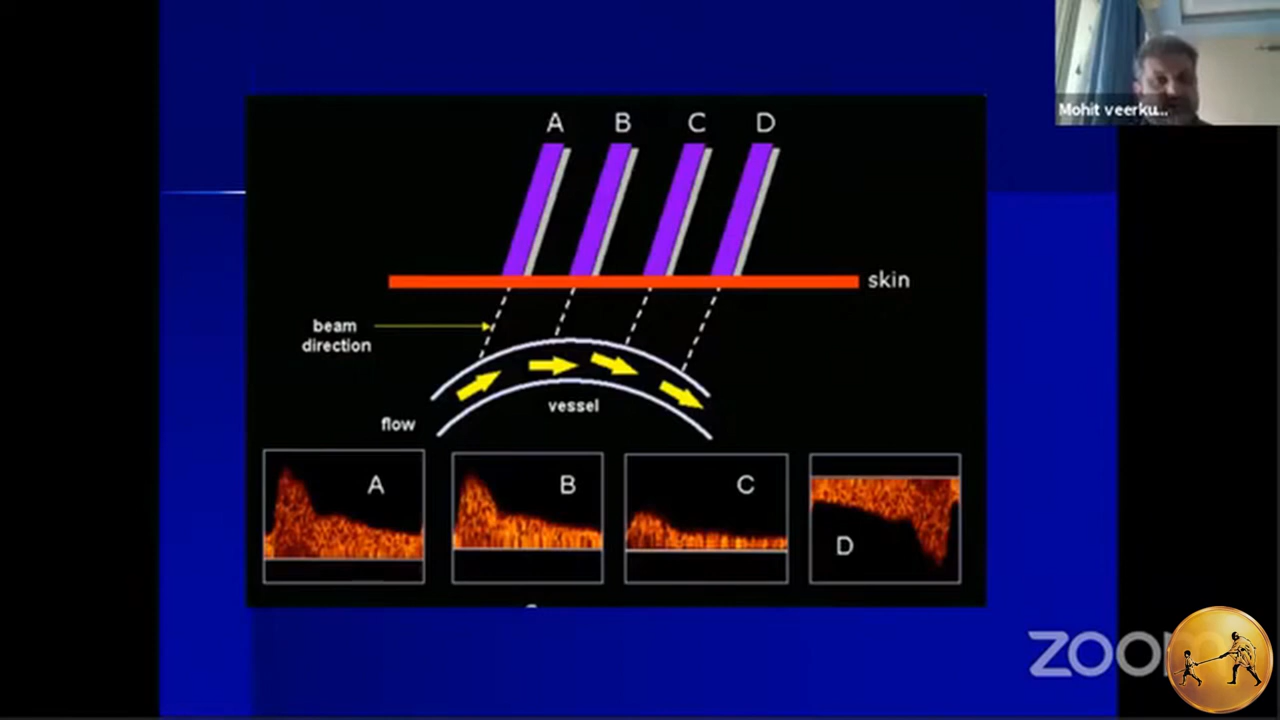 Mohit veerku...
A B C D
skin
beam
direction
vessel
flow
A
B
C
D
ZOOM